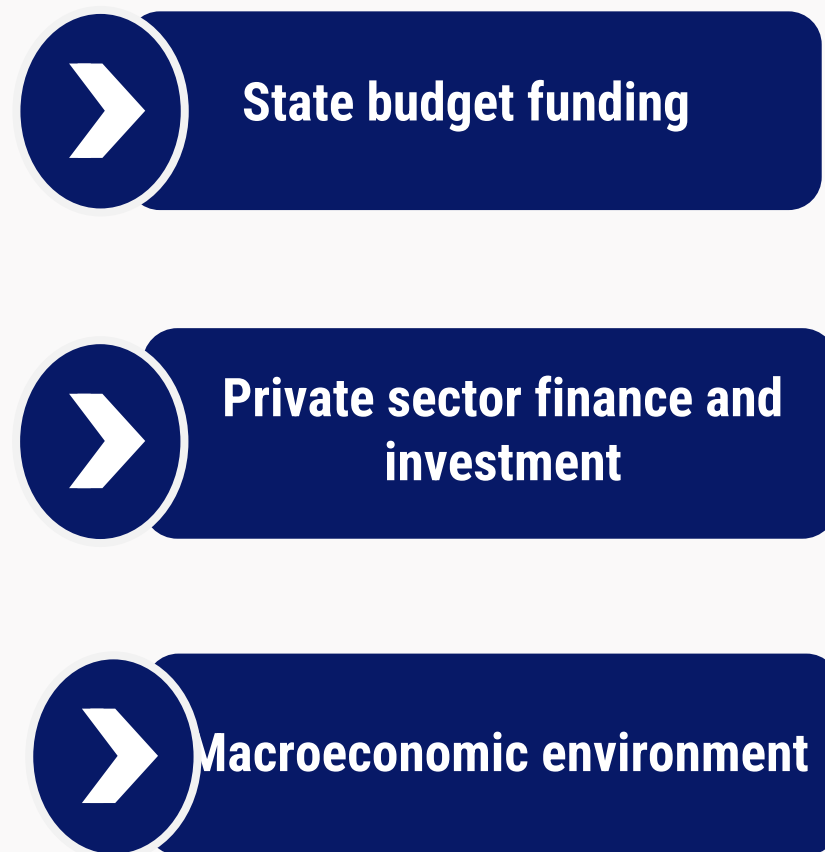 State budget funding
Private sector finance and
investment
Macroeconomic environment